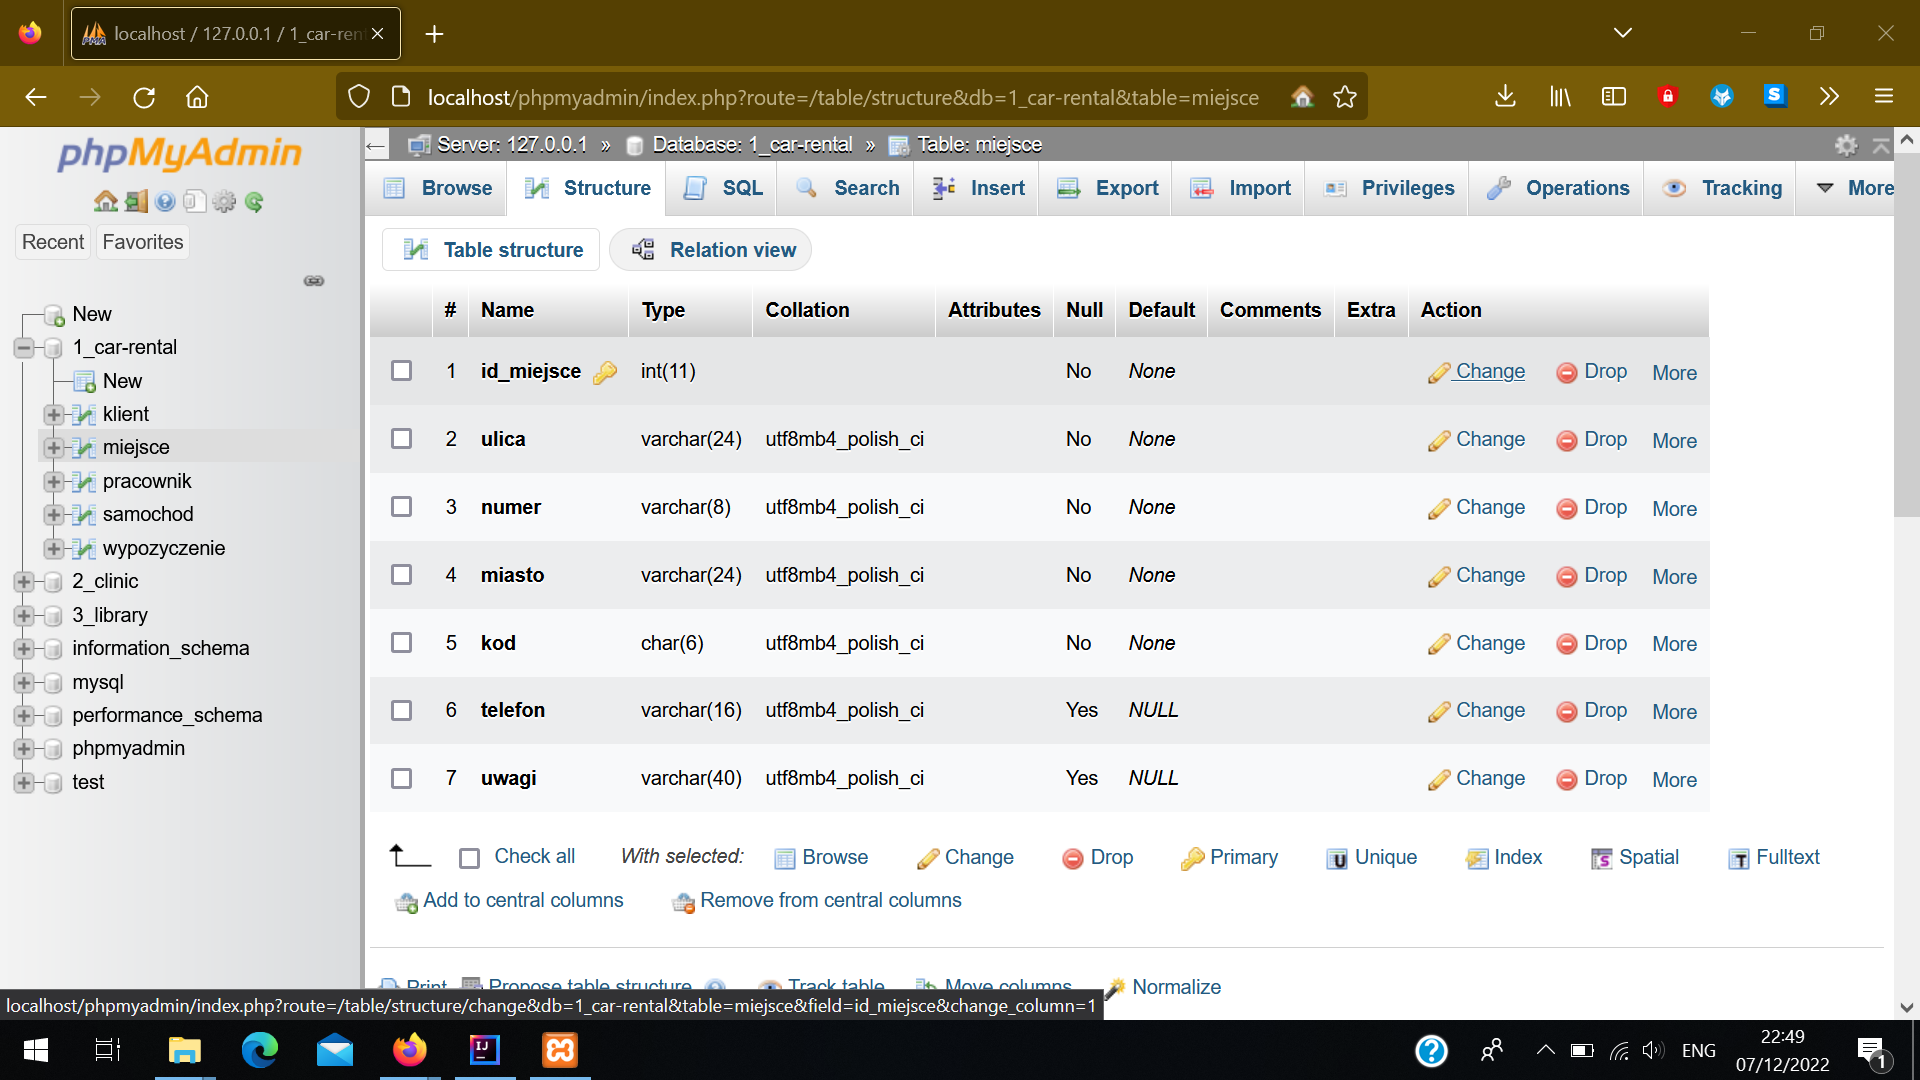 localhost / 127.0.0.1 / 1_car-ren
localhost/phpmyadmin/index.php?route=/table/structure&db=1_car-rental&table=miejsce
phpMyAdmin
Recent Favorites
New
1_car-rental
New
klient
miejsce
pracownik
samochod
wypozyczenie
2_clinic
3_library
information_schema
mysql
performance_schema
phpmyadmin
test
Server: 127.0.0.1 » Database: 1_car-rental » Table: miejsce
Browse Structure SQL Search Insert Export Import Privileges Operations Tracking More
Table structure Relation view
# Name Type Collation Attributes Null Default Comments Extra Action
1 id_miejsce int(11) No None Change Drop More
2 ulica varchar(24) utf8mb4_polish_ci No None Change Drop More
3 numer varchar(8) utf8mb4_polish_ci No None Change Drop More
4 miasto varchar(24) utf8mb4_polish_ci No None Change Drop More
5 kod char(6) utf8mb4_polish_ci No None Change Drop More
6 telefon varchar(16) utf8mb4_polish_ci Yes NULL Change Drop More
7 uwagi varchar(40) utf8mb4_polish_ci Yes NULL Change Drop More
Check all With selected: Browse Change Drop Primary Unique Index Spatial Fulltext
Add to central columns Remove from central columns
Print Propose table structure Track table Move columns Normalize
localhost/phpmyadmin/index.php?route=/table/structure/change&db=1_car-rental&table=miejsce&field=id_miejsce&change_column=1
ENG
22:49
07/12/2022
1